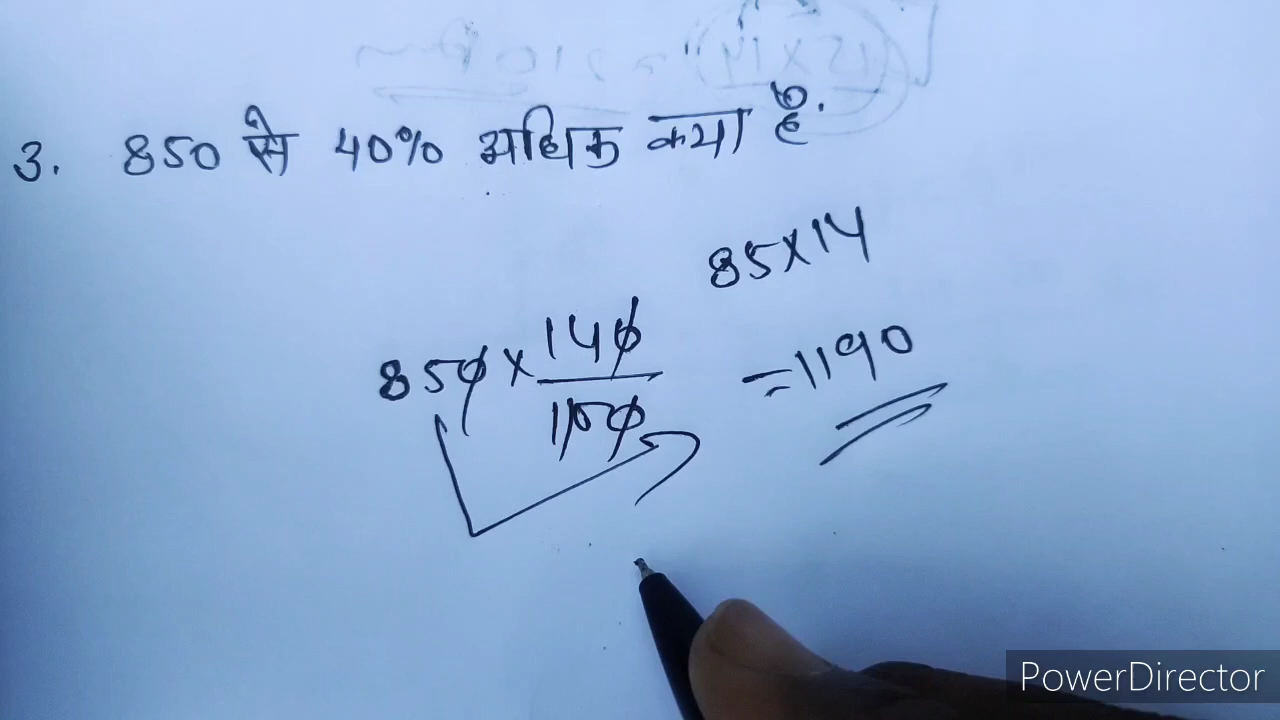 3. 850 से 40% अधिक क्या है.
85×14
850 × 140/100 = 1190
PowerDirector